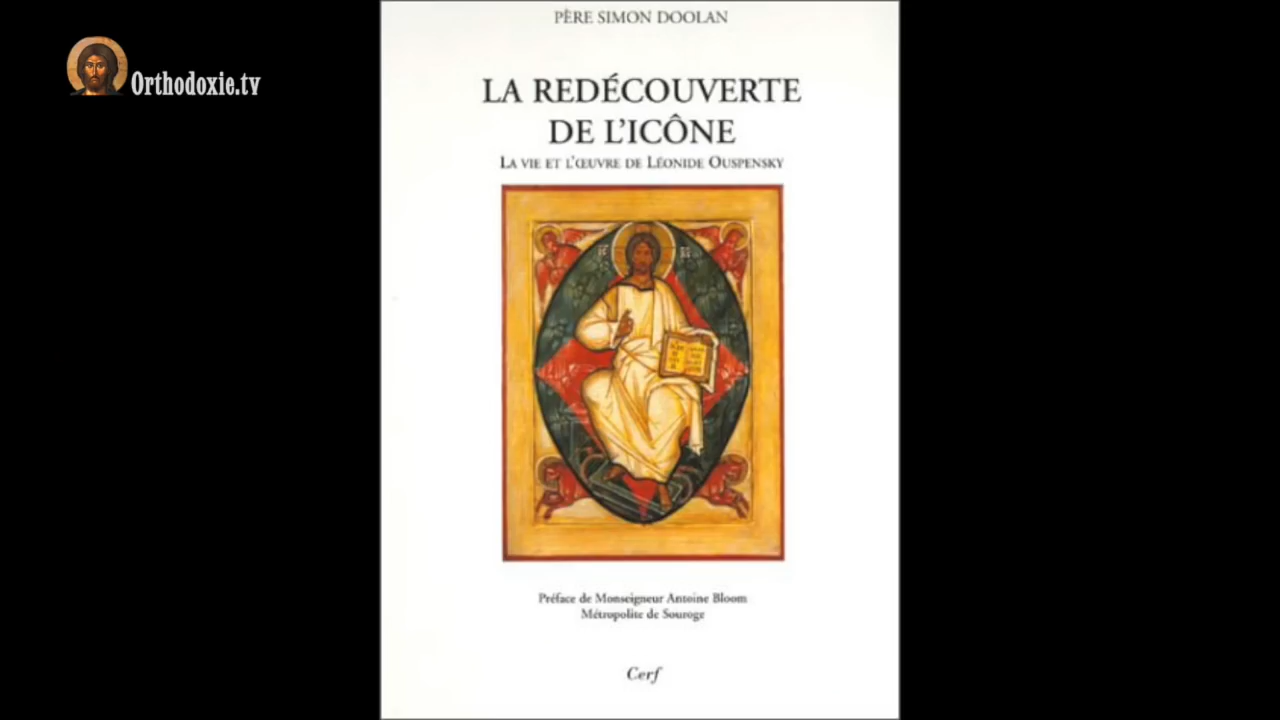 Orthodoxie.tv
PÈRE SIMON DOOLAN
LA REDÉCOUVERTE
DE L'ICÔNE
LA VIE ET L'ŒUVRE DE LÉONIDE OUSPENSKY
Préface de Monseigneur Antoine Bloom
Métropolite de Souroge
Cerf